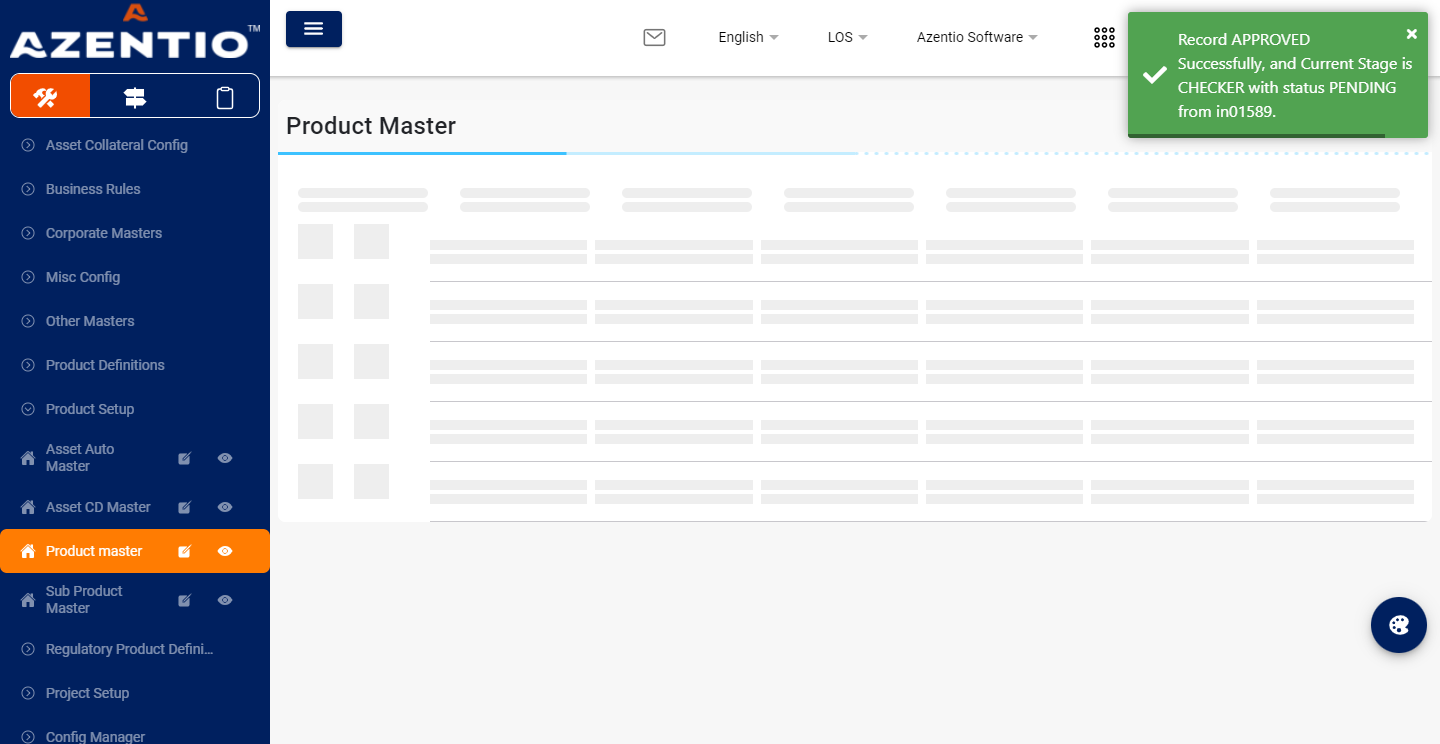 AZENTIO™
English
LOS
Azentio Software
Record APPROVED
Successfully, and Current Stage is
CHECKER with status PENDING
from in01589.
Product Master
Asset Collateral Config
Business Rules
Corporate Masters
Misc Config
Other Masters
Product Definitions
Product Setup
Asset Auto
Master
Asset CD Master
Product master
Sub Product
Master
Regulatory Product Defini...
Project Setup
Config Manager